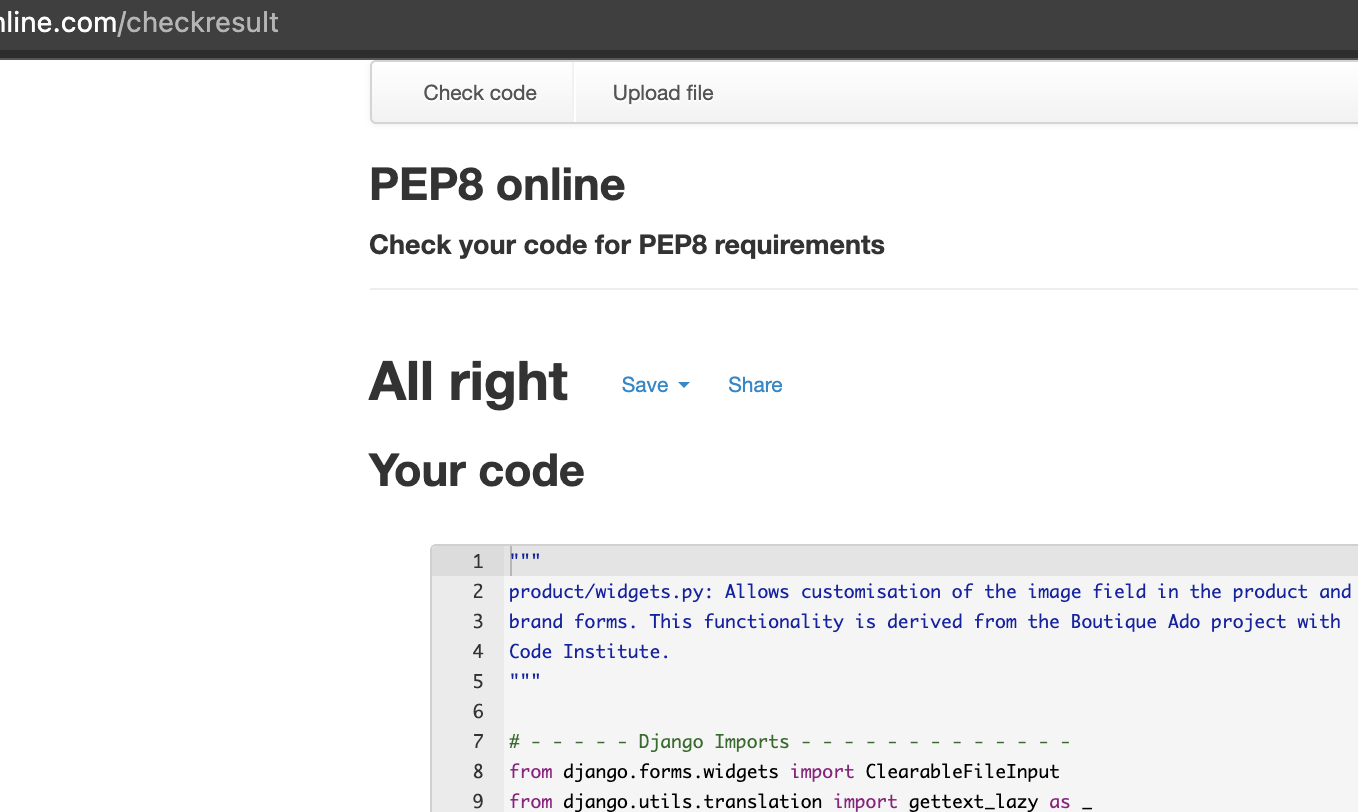 nline.com/checkresult
Check code Upload file
PEP8 online
Check your code for PEP8 requirements
All right Save Share
Your code
1 """
2 product/widgets.py: Allows customisation of the image field in the product and
3 brand forms. This functionality is derived from the Boutique Ado project with
4 Code Institute.
5 """
6
7 # - - - - - Django Imports - - - - - - - - - - - - -
8 from django.forms.widgets import ClearableFileInput
9 from django.utils.translation import gettext_lazy as _